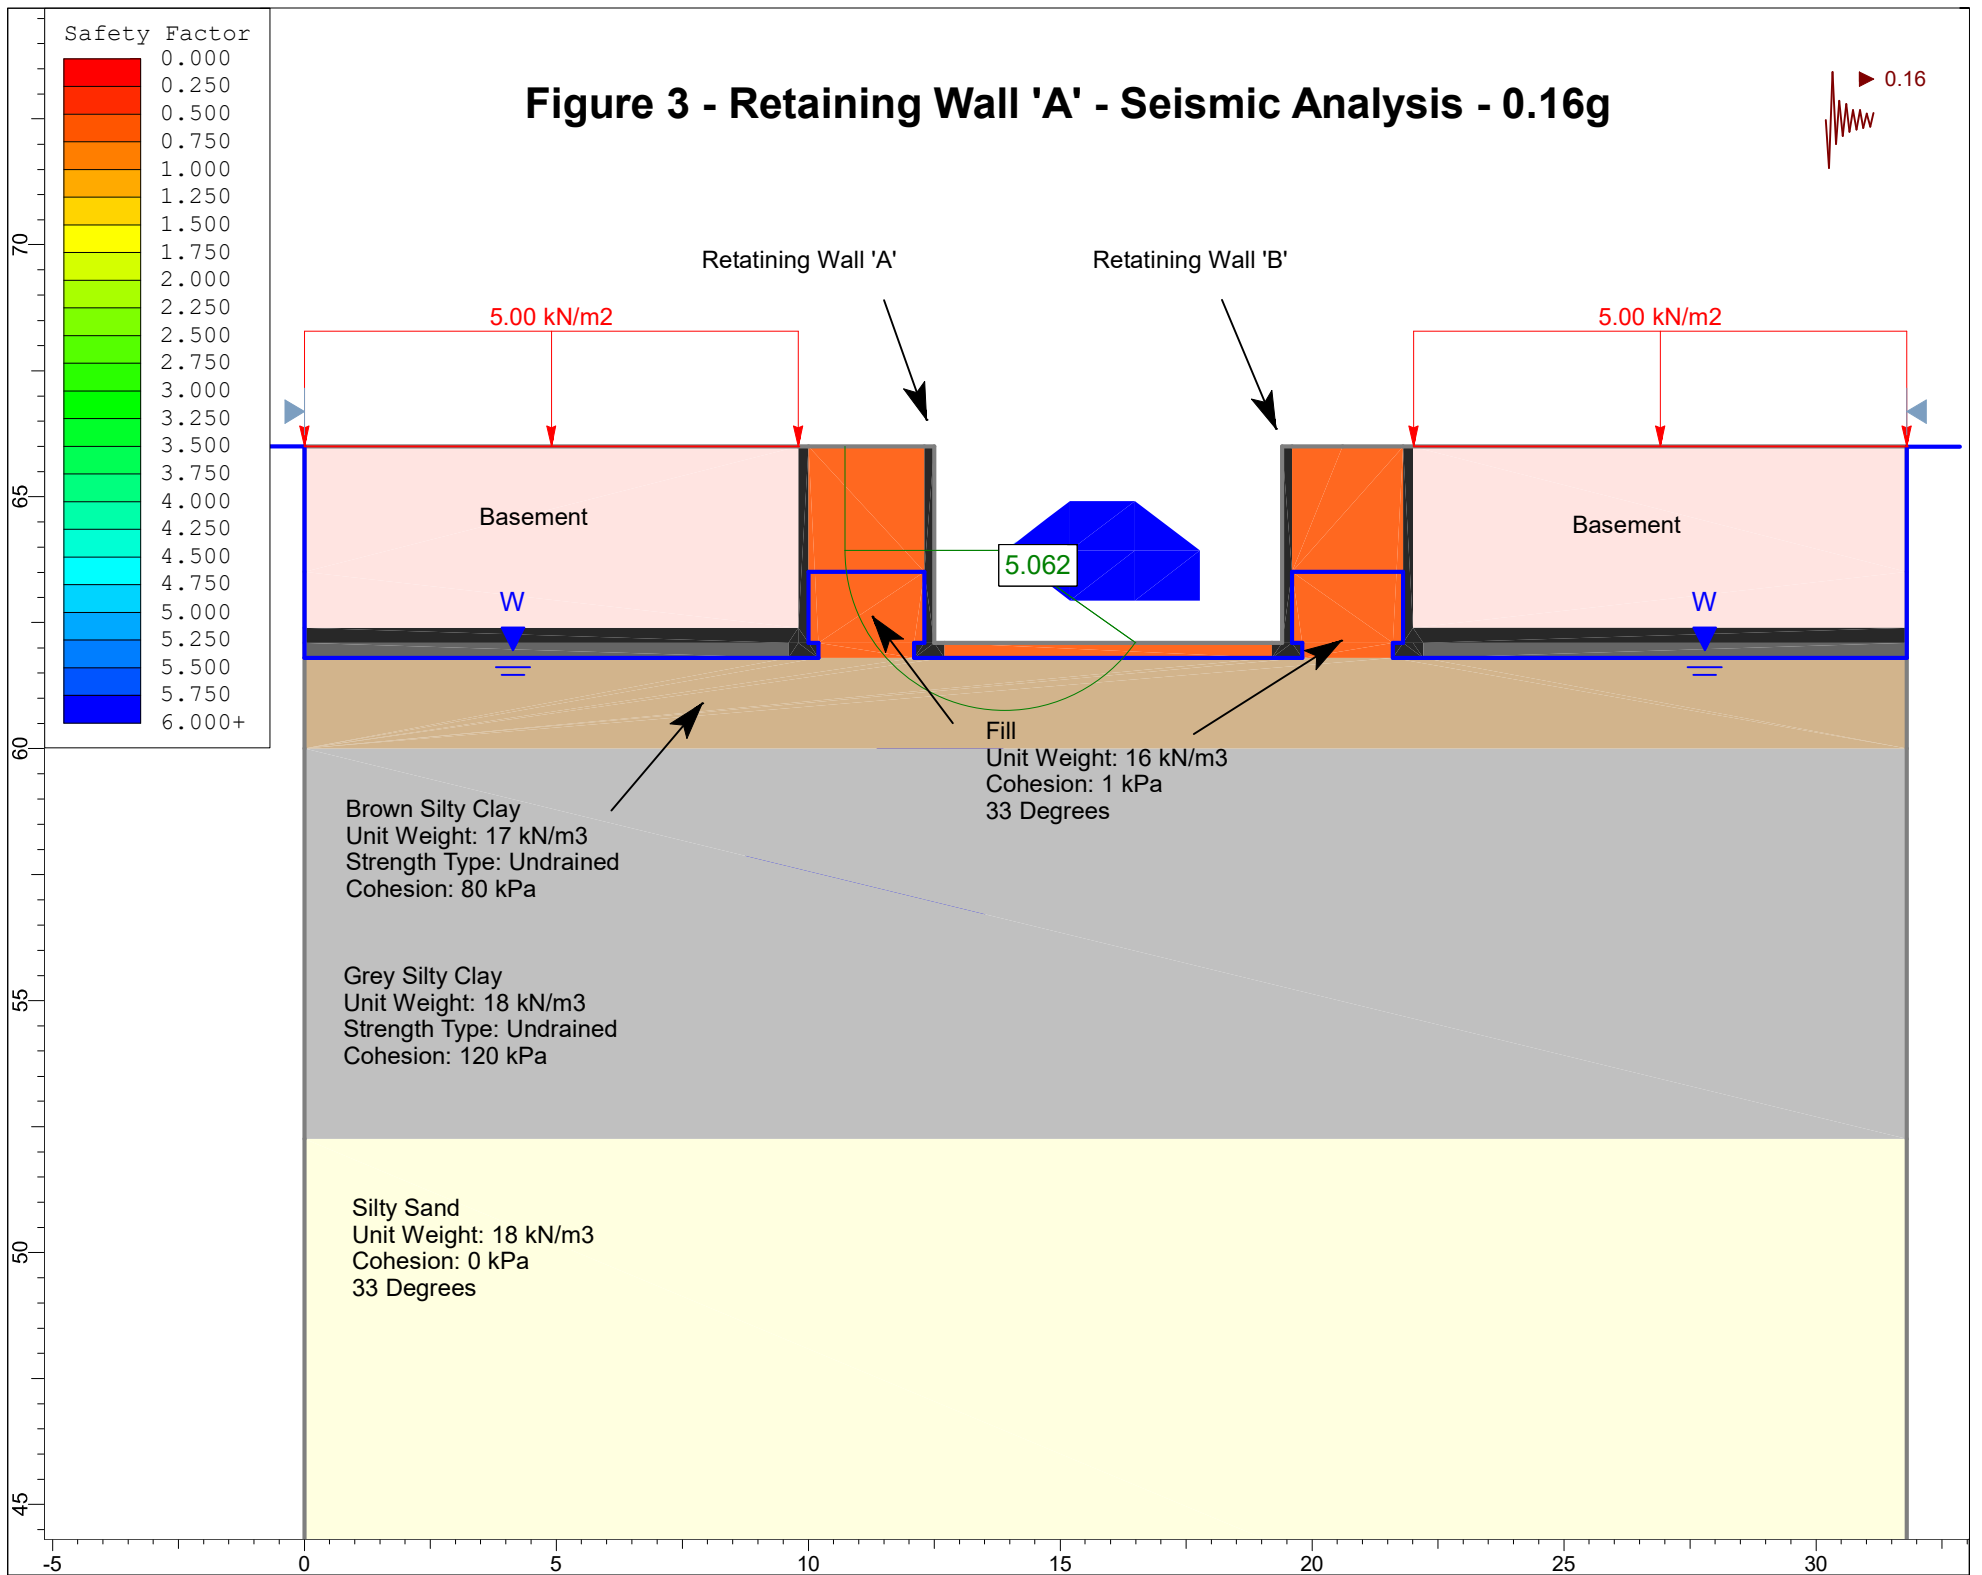 Safety Factor
0.000
0.250
0.500
0.750
1.000
1.250
1.500
1.750
2.000
2.250
2.500
2.750
3.000
3.250
3.500
3.750
4.000
4.250
4.500
4.750
5.000
5.250
5.500
5.750
6.000+
Figure 3 - Retaining Wall 'A' - Seismic Analysis - 0.16g
0.16
Retatining Wall 'A'
Retatining Wall 'B'
5.00 kN/m2
5.00 kN/m2
Basement
Basement
5.062
W
W
Fill
Unit Weight: 16 kN/m3
Cohesion: 1 kPa
33 Degrees
Brown Silty Clay
Unit Weight: 17 kN/m3
Strength Type: Undrained
Cohesion: 80 kPa
Grey Silty Clay
Unit Weight: 18 kN/m3
Strength Type: Undrained
Cohesion: 120 kPa
Silty Sand
Unit Weight: 18 kN/m3
Cohesion: 0 kPa
33 Degrees
70
65
60
55
50
45
-5
0
5
10
15
20
25
30